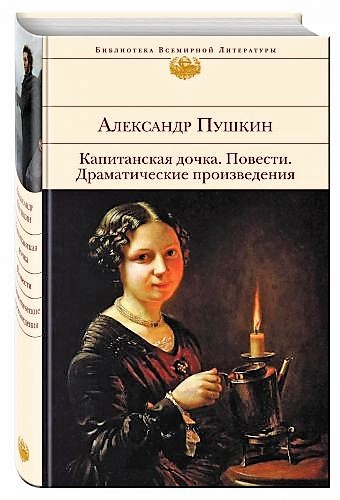 Библиотека Всемирной Литературы
Александр Пушкин
Капитанская дочка. Повести.
Драматические произведения